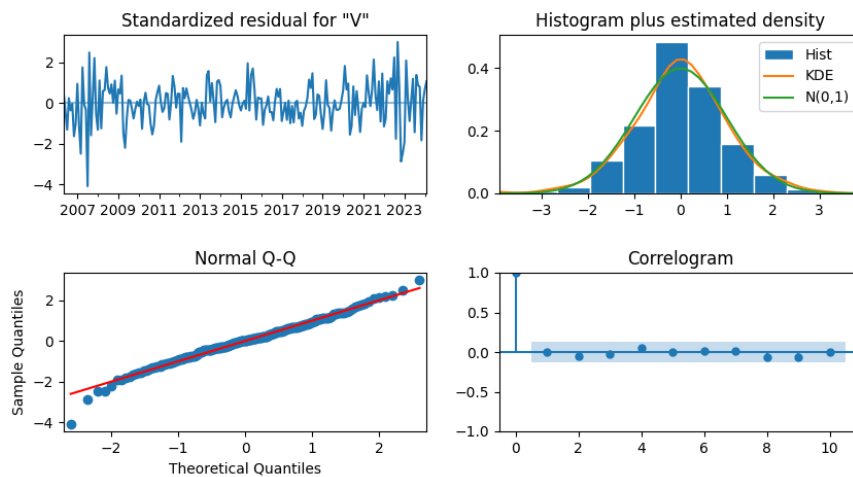 Standardized residual for "V"
2
0
−2
−4
2007 2009 2011 2013 2015 2017 2019 2021 2023
Histogram plus estimated density
Hist
KDE
N(0,1)
0.4
0.2
0.0
−3 −2 −1 0 1 2 3
Normal Q-Q
Sample Quantiles
2
0
−2
−4
−2 −1 0 1 2
Theoretical Quantiles
Correlogram
1.0
0.5
0.0
−0.5
−1.0
0 2 4 6 8 10